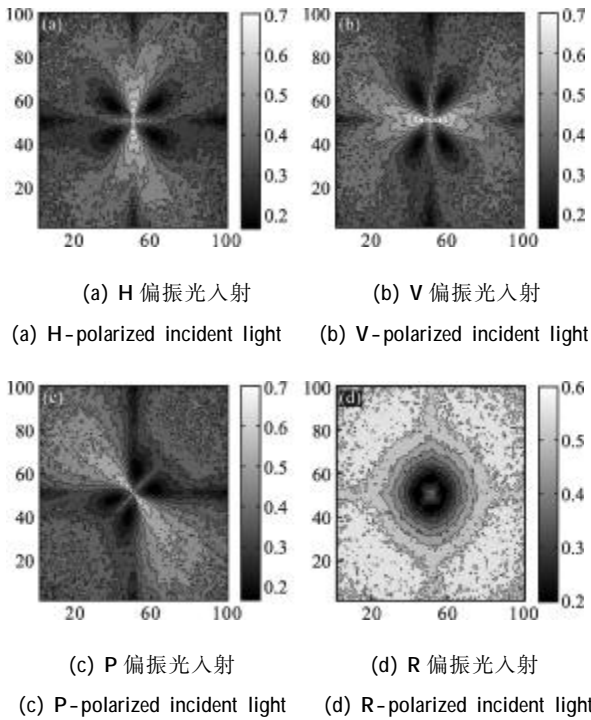 (a)
100
80
60
40
20
20 60 100
0.7
0.6
0.5
0.4
0.3
0.2
(b)
100
80
60
40
20
20 60 100
0.7
0.6
0.5
0.4
0.3
0.2
(a) H 偏振光入射
(b) V 偏振光入射
(a) H-polarized incident light
(b) V-polarized incident light
(c)
100
80
60
40
20
20 60 100
0.7
0.6
0.5
0.4
0.3
0.2
(d)
100
80
60
40
20
20 60 100
0.6
0.5
0.4
0.3
0.2
(c) P 偏振光入射
(d) R 偏振光入射
(c) P-polarized incident light
(d) R-polarized incident light